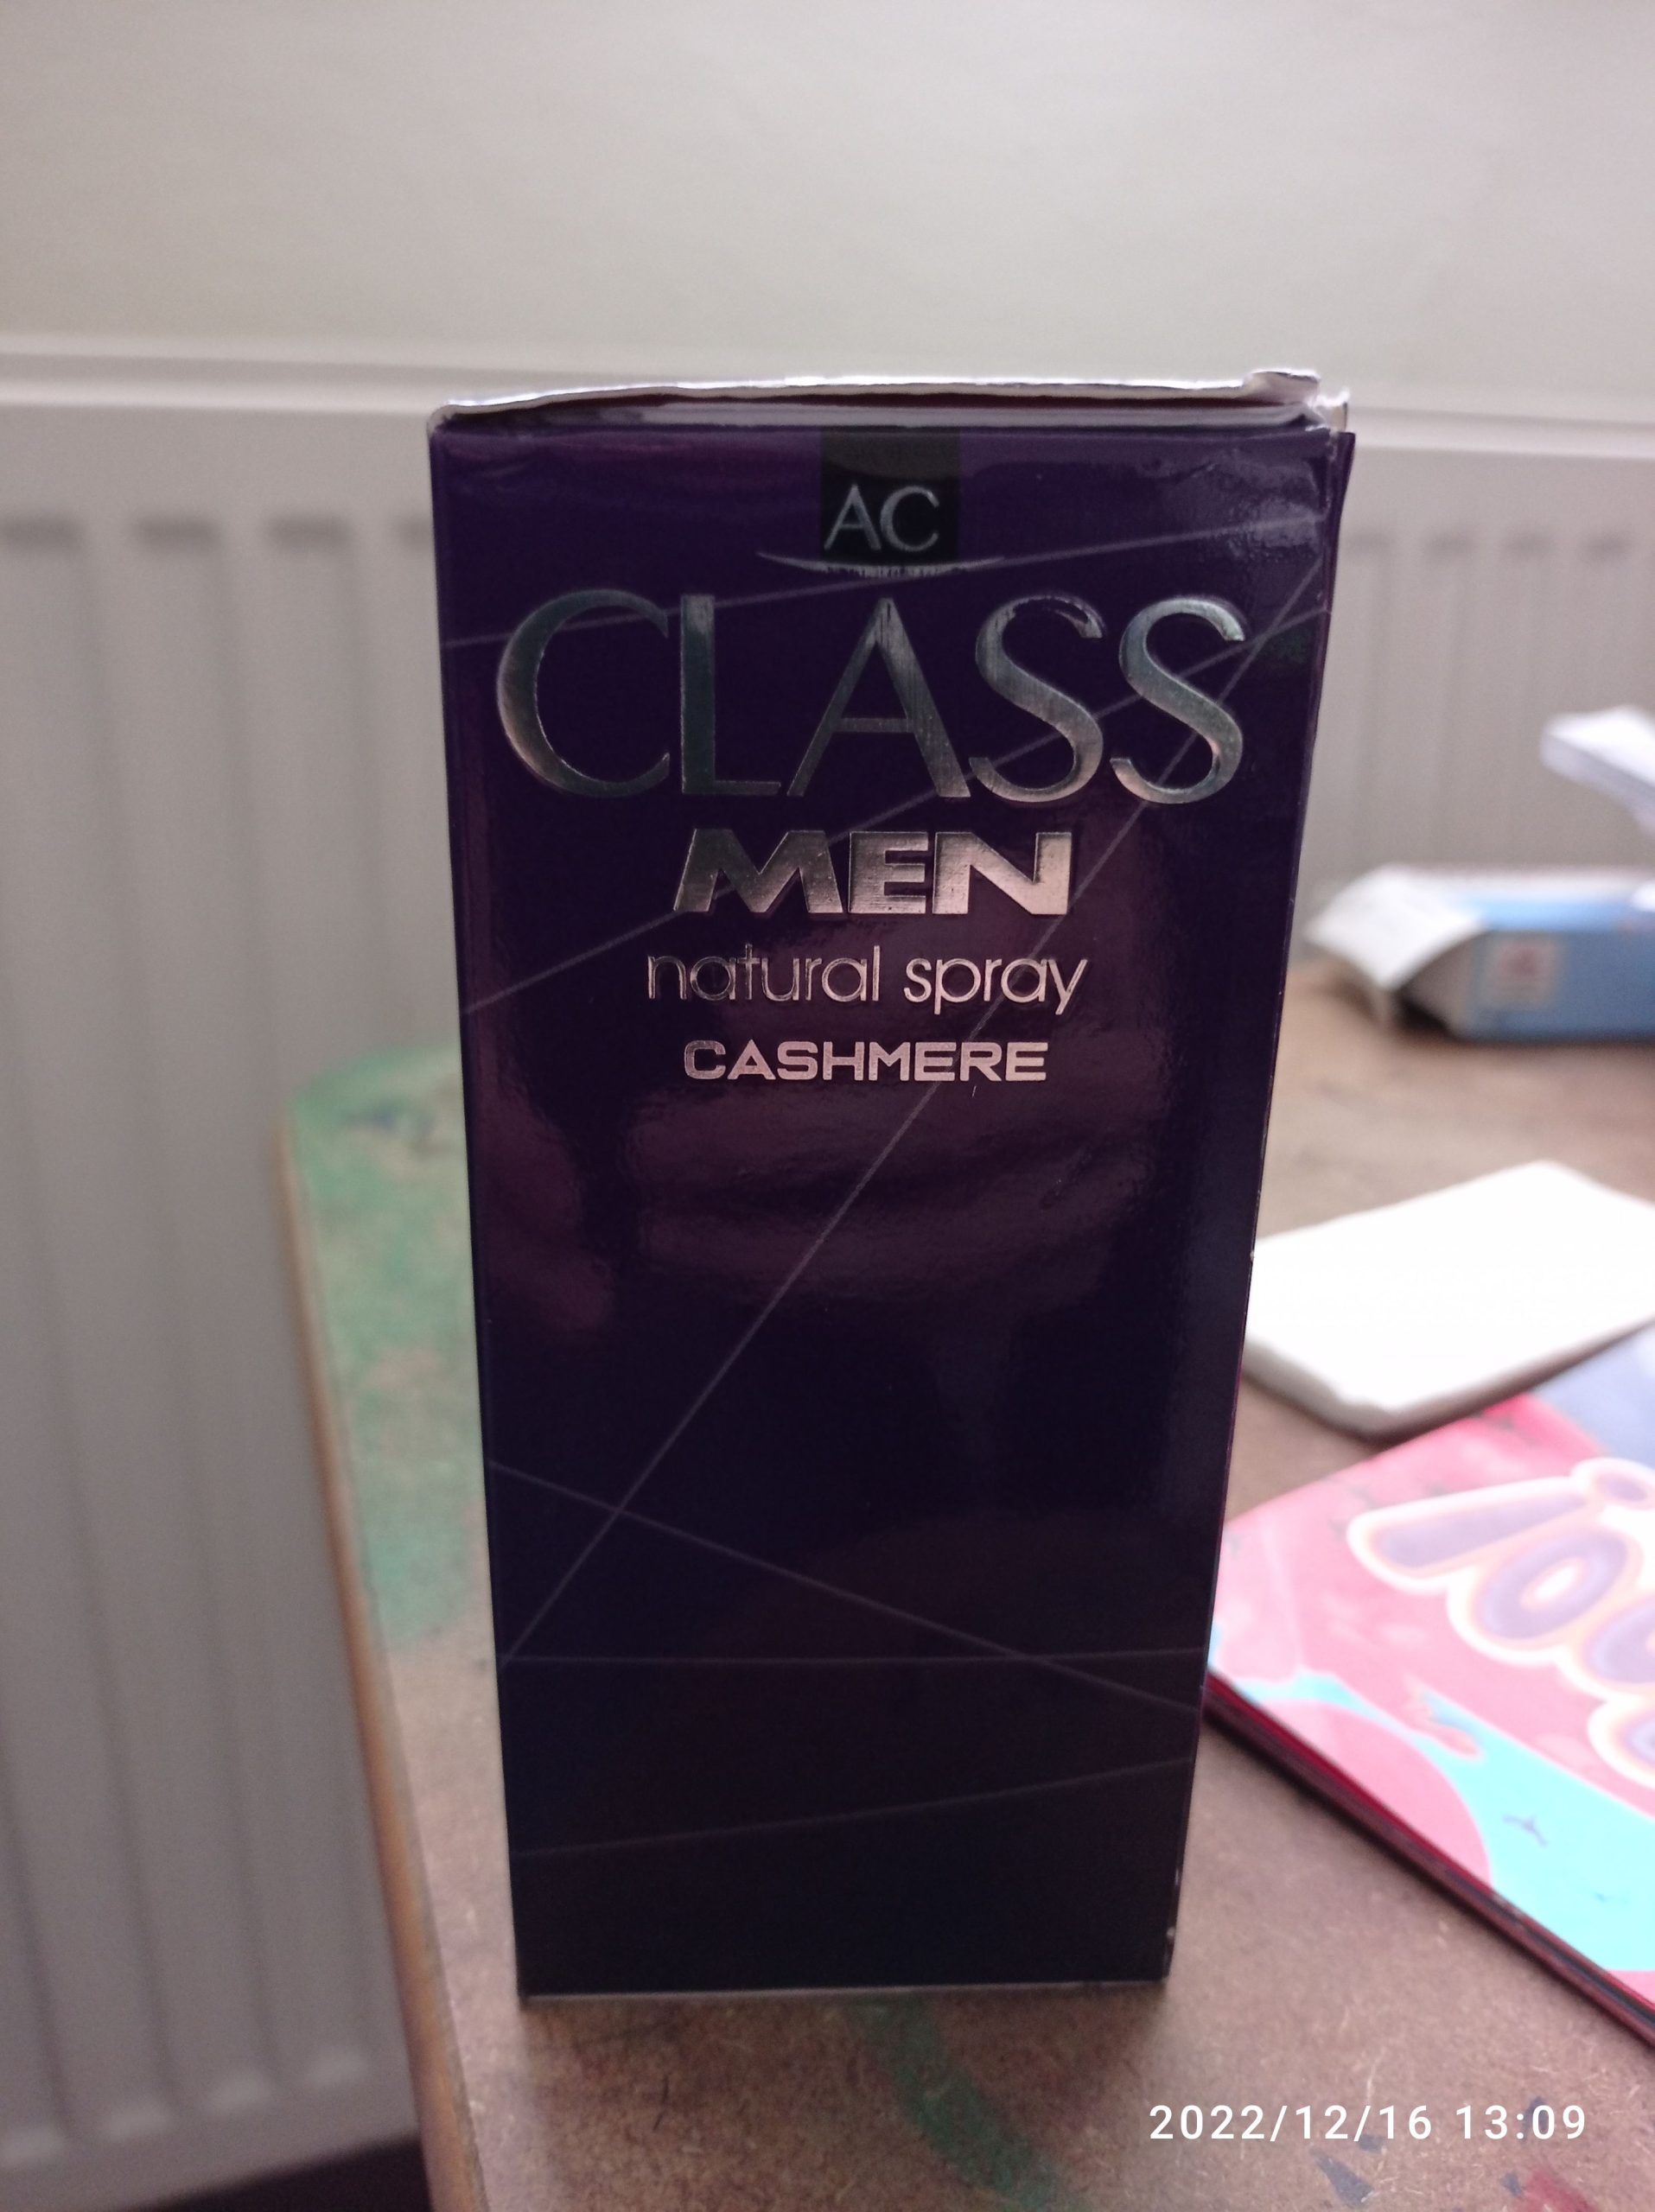 AC
CLASS
MEN
natural spray
CASHMERE
2022/12/16 13:09